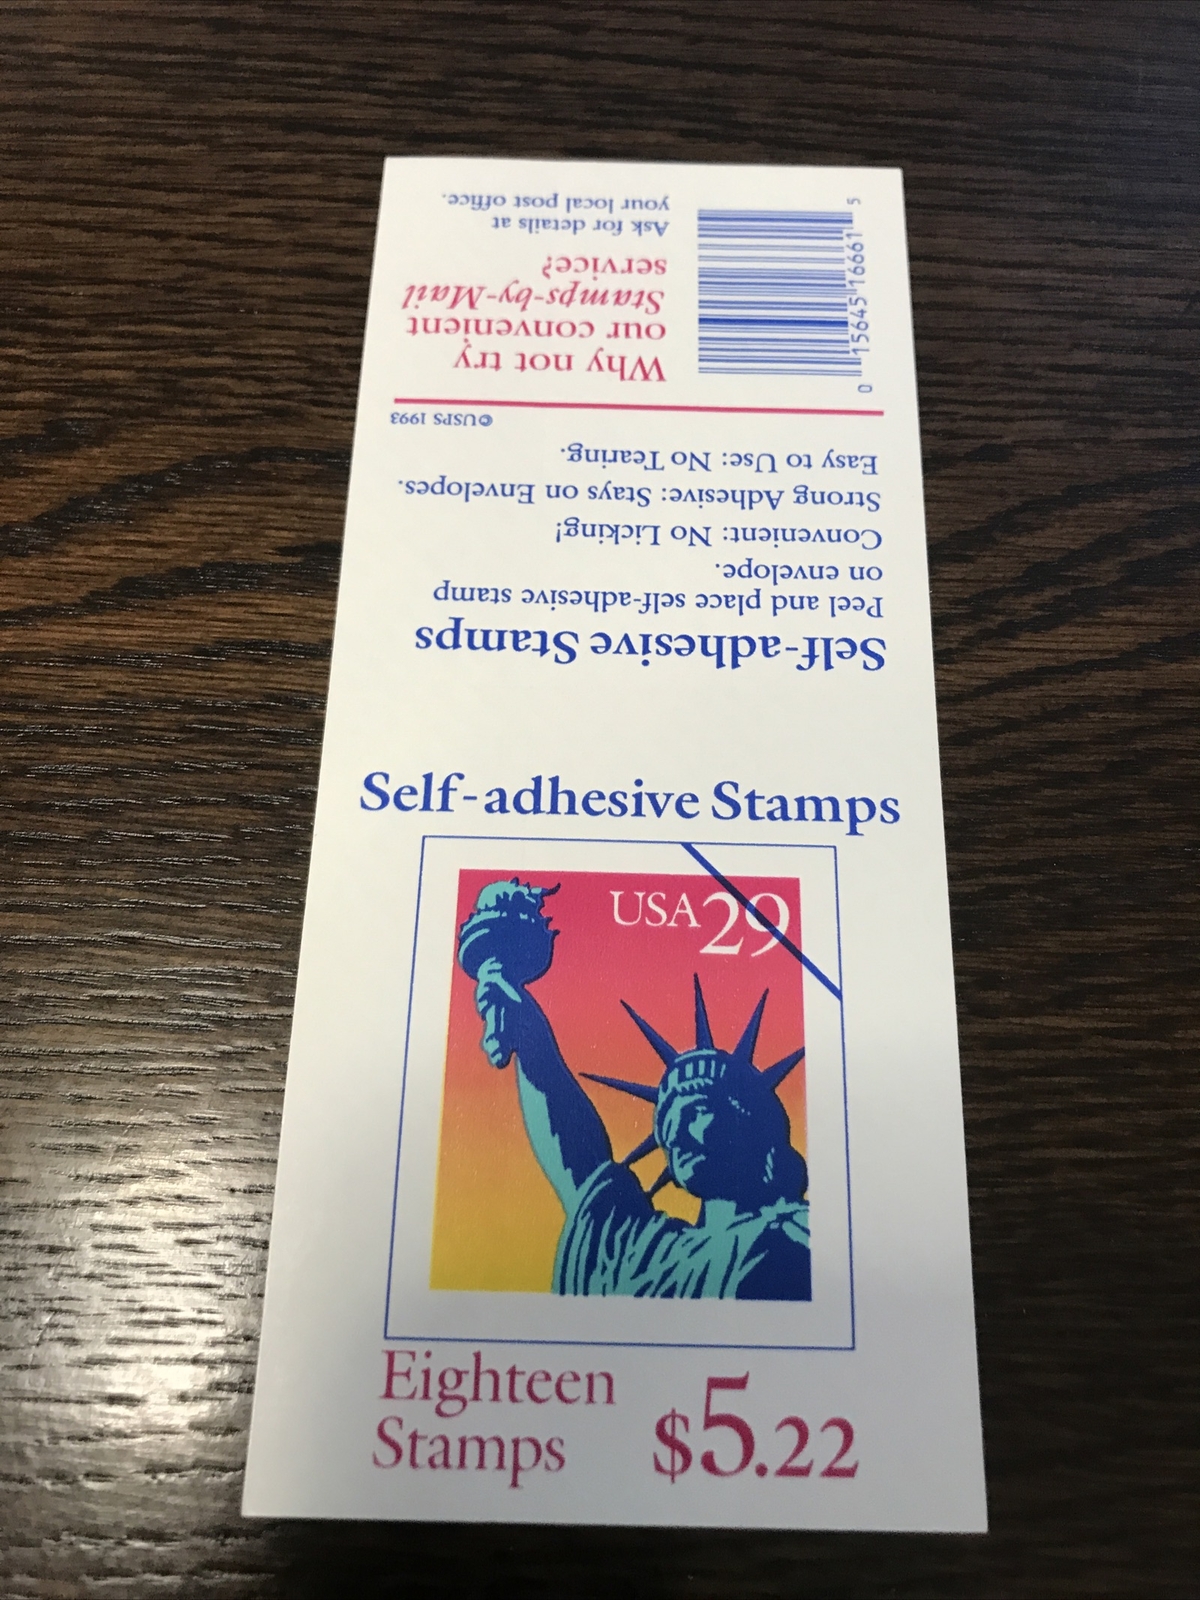 Self-adhesive Stamps
USA 29
Eighteen
Stamps
$5.22
Self-adhesive Stamps
Peel and place self-adhesive stamp
on envelope.
Convenient: No Licking!
Strong Adhesive: Stays on Envelopes.
Easy to Use: No Tearing.
©USPS 1993
Why not try
our convenient
Stamps-by-Mail
service?
Ask for details at
your local post office.
0 15645 16661 5